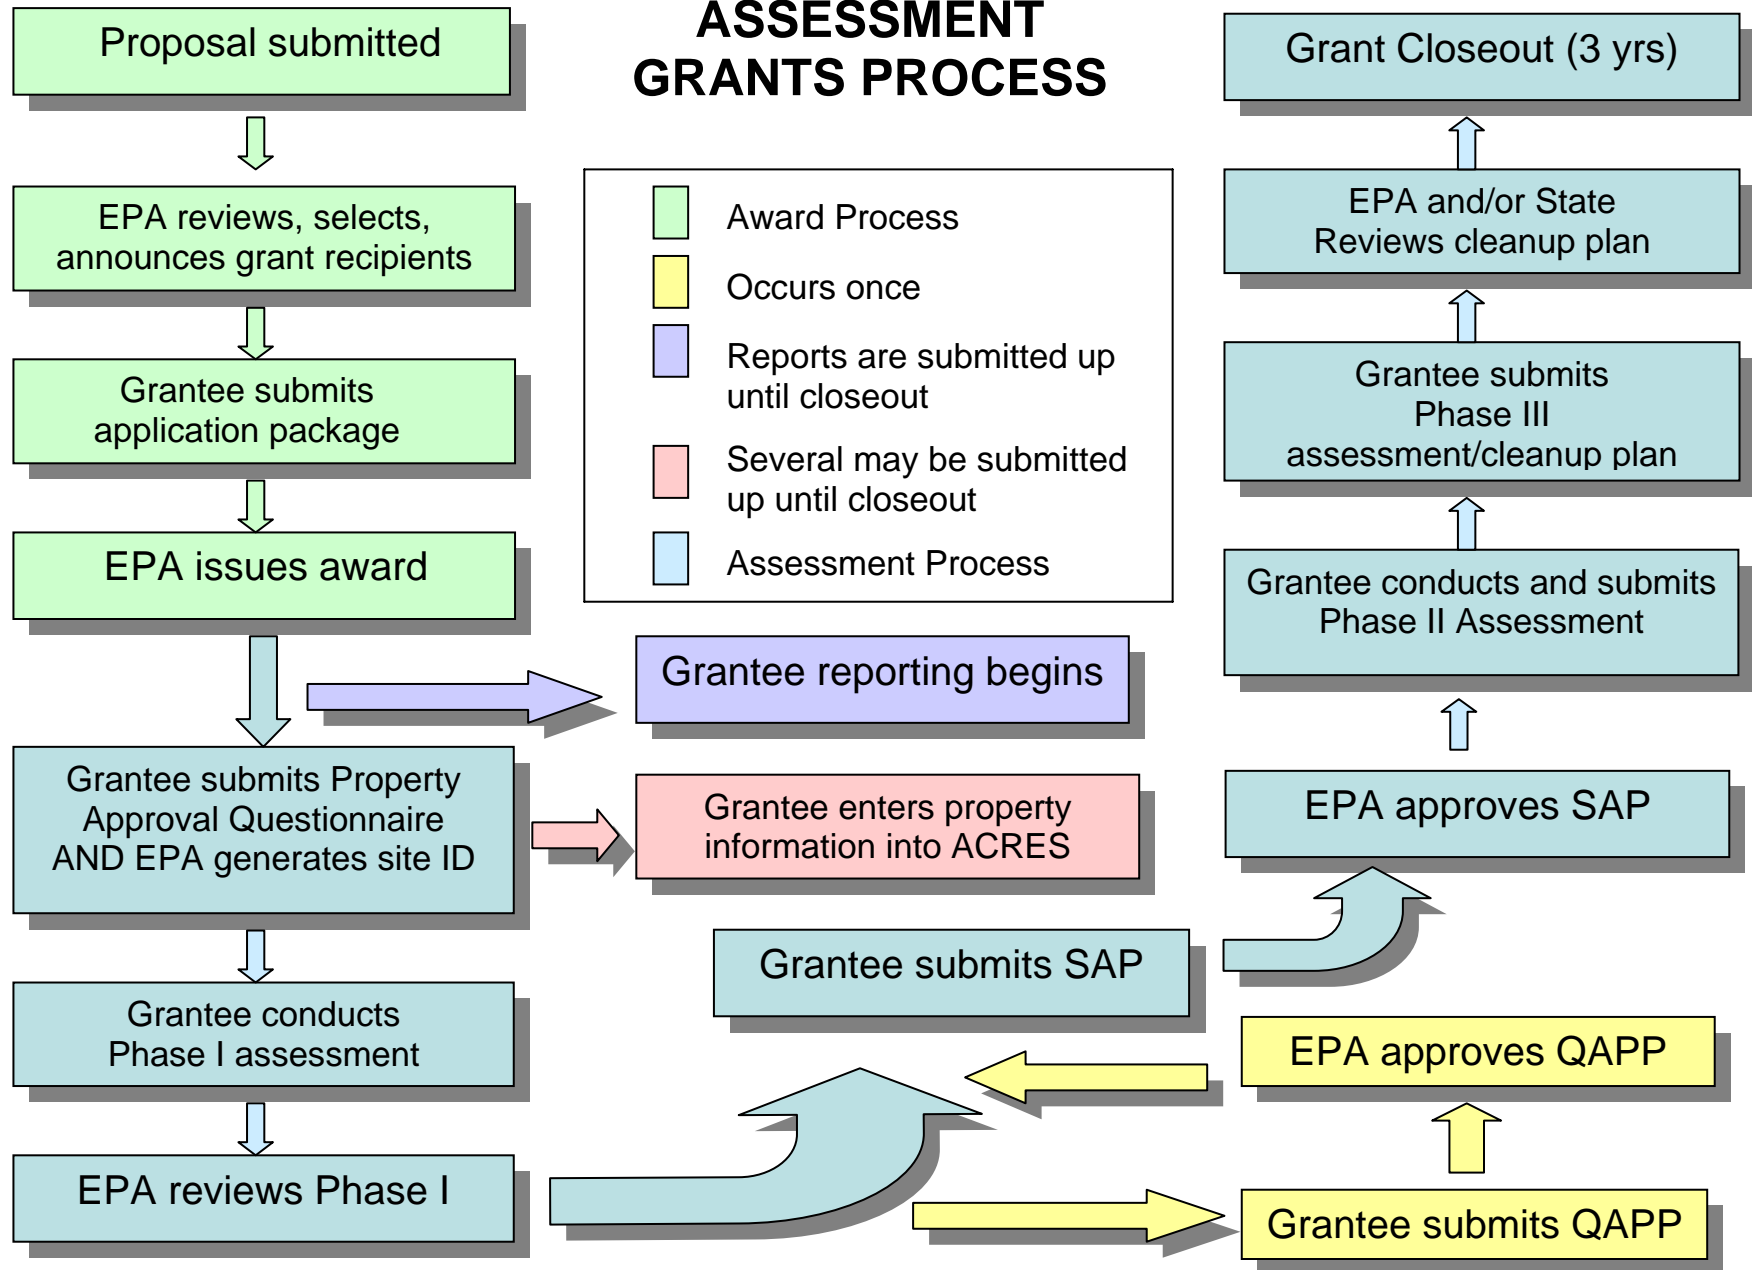 ASSESSMENT
GRANTS PROCESS
Proposal submitted
EPA reviews, selects,
announces grant recipients
Grantee submits
application package
EPA issues award
Grantee submits Property
Approval Questionnaire
AND EPA generates site ID
Grantee conducts
Phase I assessment
EPA reviews Phase I
Award Process
Occurs once
Reports are submitted up
until closeout
Several may be submitted
up until closeout
Assessment Process
Grantee reporting begins
Grantee enters property
information into ACRES
Grantee submits SAP
Grantee submits QAPP
EPA approves QAPP
EPA approves SAP
Grantee conducts and submits
Phase II Assessment
Grantee submits
Phase III
assessment/cleanup plan
EPA and/or State
Reviews cleanup plan
Grant Closeout (3 yrs)